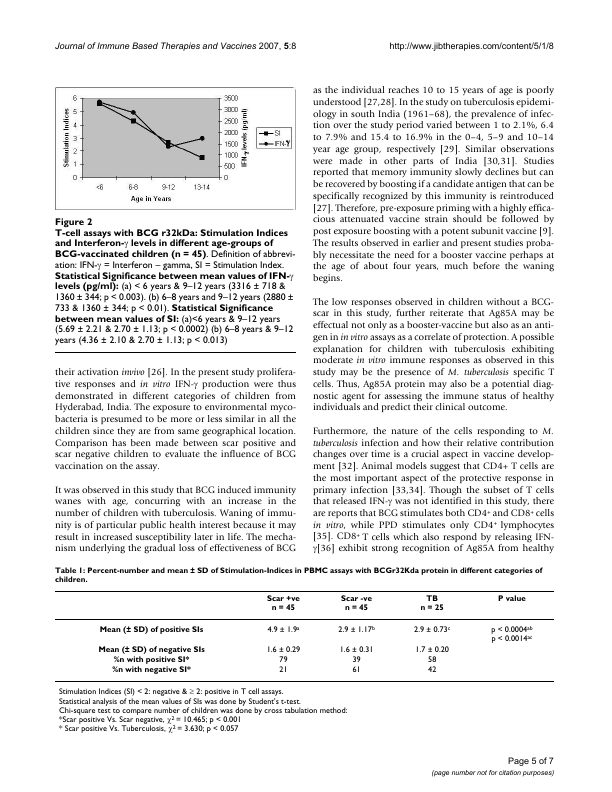 Journal of Immune Based Therapies and Vaccines 2007, 5:8
http://www.jibtherapies.com/content/5/1/8
6
5
4
3
2
1
0
Stimulation Indices
3500
3000
2500
2000
1500
1000
500
0
IFN-γ levels (pg/ml)
<6
6-8
9-12
13-14
Age in Years
SI
IFN-γ
Figure 2
T-cell assays with BCG r32kDa: Stimulation Indices
and Interferon-γ levels in different age-groups of
BCG-vaccinated children (n = 45). Definition of abbrevi-
ation: IFN-γ = Interferon – gamma, SI = Stimulation Index.
Statistical Significance between mean values of IFN-γ
levels (pg/ml): (a) < 6 years & 9–12 years (3316 ± 718 &
1360 ± 344; p < 0.003). (b) 6–8 years and 9–12 years (2880 ±
733 & 1360 ± 344; p < 0.01). Statistical Significance
between mean values of SI: (a)<6 years & 9–12 years
(5.69 ± 2.21 & 2.70 ± 1.13; p < 0.0002) (b) 6–8 years & 9–12
years (4.36 ± 2.10 & 2.70 ± 1.13; p < 0.013)
their activation invivo [26]. In the present study prolifera-
tive responses and in vitro IFN-γ production were thus
demonstrated in different categories of children from
Hyderabad, India. The exposure to environmental myco-
bacteria is presumed to be more or less similar in all the
children since they are from same geographical location.
Comparison has been made between scar positive and
scar negative children to evaluate the influence of BCG
vaccination on the assay.
It was observed in this study that BCG induced immunity
wanes with age, concurring with an increase in the
number of children with tuberculosis. Waning of immu-
nity is of particular public health interest because it may
result in increased susceptibility later in life. The mecha-
nism underlying the gradual loss of effectiveness of BCG
as the individual reaches 10 to 15 years of age is poorly
understood [27,28]. In the study on tuberculosis epidemi-
ology in south India (1961–68), the prevalence of infec-
tion over the study period varied between 1 to 2.1%, 6.4
to 7.9% and 15.4 to 16.9% in the 0–4, 5–9 and 10–14
year age group, respectively [29]. Similar observations
were made in other parts of India [30,31]. Studies
reported that memory immunity slowly declines but can
be recovered by boosting if a candidate antigen that can be
specifically recognized by this immunity is reintroduced
[27]. Therefore, pre-exposure priming with a highly effica-
cious attenuated vaccine strain should be followed by
post exposure boosting with a potent subunit vaccine [9].
The results observed in earlier and present studies proba-
bly necessitate the need for a booster vaccine perhaps at
the age of about four years, much before the waning
begins.
The low responses observed in children without a BCG-
scar in this study, further reiterate that Ag85A may be
effectual not only as a booster-vaccine but also as an anti-
gen in in vitro assays as a correlate of protection. A possible
explanation for children with tuberculosis exhibiting
moderate in vitro immune responses as observed in this
study may be the presence of M. tuberculosis specific T
cells. Thus, Ag85A protein may also be a potential diag-
nostic agent for assessing the immune status of healthy
individuals and predict their clinical outcome.
Furthermore, the nature of the cells responding to M.
tuberculosis infection and how their relative contribution
changes over time is a crucial aspect in vaccine develop-
ment [32]. Animal models suggest that CD4+ T cells are
the most important aspect of the protective response in
primary infection [33,34]. Though the subset of T cells
that released IFN-γ was not identified in this study, there
are reports that BCG stimulates both CD4+ and CD8+ cells
in vitro, while PPD stimulates only CD4+ lymphocytes
[35]. CD8+ T cells which also respond by releasing IFN-
γ[36] exhibit strong recognition of Ag85A from healthy
Table 1: Percent-number and mean ± SD of Stimulation-Indices in PBMC assays with BCGr32Kda protein in different categories of
children.
Scar +ve n = 45
Scar -ve n = 45
TB n = 25
P value
Mean (± SD) of positive SIs 4.9 ± 1.9a 2.9 ± 1.17b 2.9 ± 0.73c p < 0.0004ab
p < 0.0014ac
Mean (± SD) of negative SIs 1.6 ± 0.29 1.6 ± 0.31 1.7 ± 0.20
%n with positive SI* 79 39 58
%n with negative SI* 21 61 42
Stimulation Indices (SI) < 2: negative & ≥ 2: positive in T cell assays.
Statistical analysis of the mean values of SIs was done by Student's t-test.
Chi-square test to compare number of children was done by cross tabulation method:
*Scar positive Vs. Scar negative, χ2 = 10.465; p < 0.001
* Scar positive Vs. Tuberculosis, χ2 = 3.630; p < 0.057
Page 5 of 7
(page number not for citation purposes)